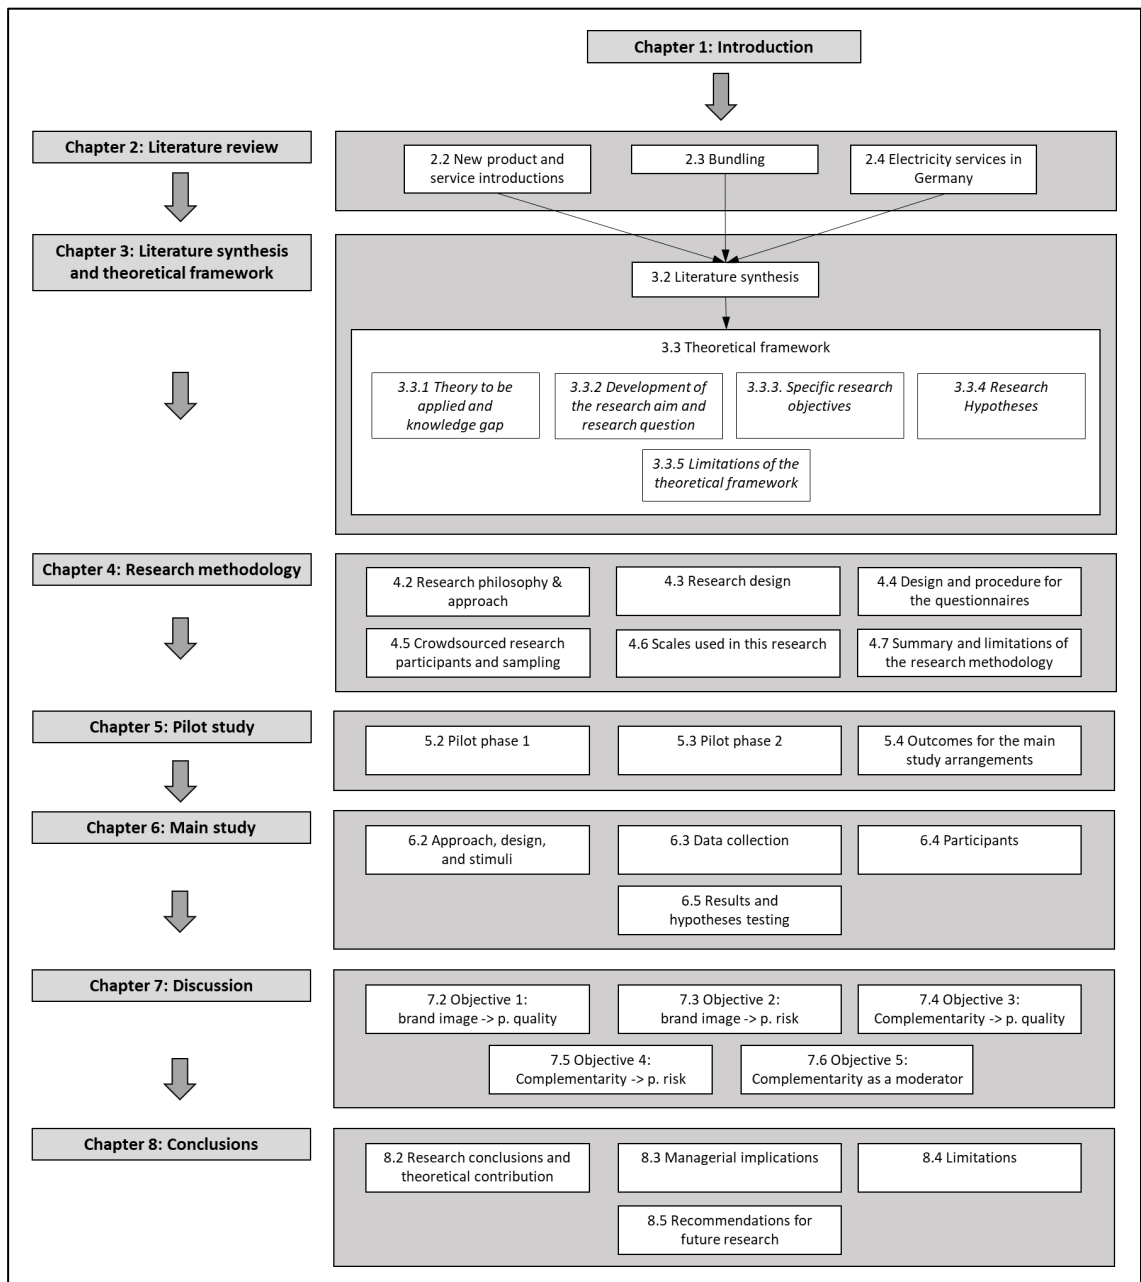 Chapter 1: Introduction
Chapter 2: Literature review
2.2 New product and
service introductions
2.3 Bundling
2.4 Electricity services in
Germany
Chapter 3: Literature synthesis
and theoretical framework
3.2 Literature synthesis
3.3 Theoretical framework
3.3.1 Theory to be
applied and
knowledge gap
3.3.2 Development of
the research aim and
research question
3.3.3. Specific research
objectives
3.3.4 Research
Hypotheses
3.3.5 Limitations of the
theoretical framework
Chapter 4: Research methodology
4.2 Research philosophy &
approach
4.3 Research design
4.4 Design and procedure for
the questionnaires
4.5 Crowdsourced research
participants and sampling
4.6 Scales used in this research
4.7 Summary and limitations of
the research methodology
Chapter 5: Pilot study
5.2 Pilot phase 1
5.3 Pilot phase 2
5.4 Outcomes for the main
study arrangements
Chapter 6: Main study
6.2 Approach, design,
and stimuli
6.3 Data collection
6.4 Participants
6.5 Results and
hypotheses testing
Chapter 7: Discussion
7.2 Objective 1:
brand image -> p. quality
7.3 Objective 2:
brand image -> p. risk
7.4 Objective 3:
Complementarity -> p. quality
7.5 Objective 4:
Complementarity -> p. risk
7.6 Objective 5:
Complementarity as a moderator
Chapter 8: Conclusions
8.2 Research conclusions and
theoretical contribution
8.3 Managerial implications
8.4 Limitations
8.5 Recommendations for
future research